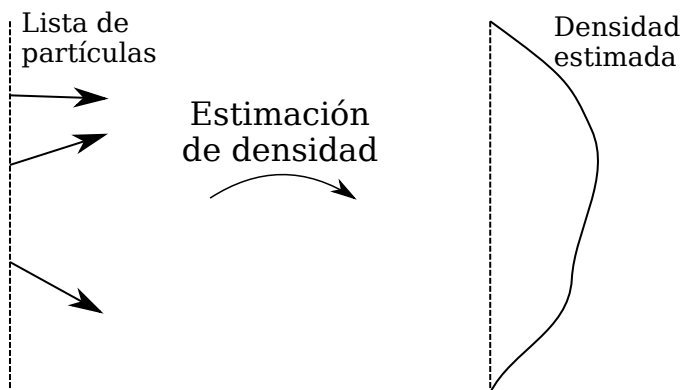 Lista de
partículas
Estimación
de densidad
Densidad
estimada